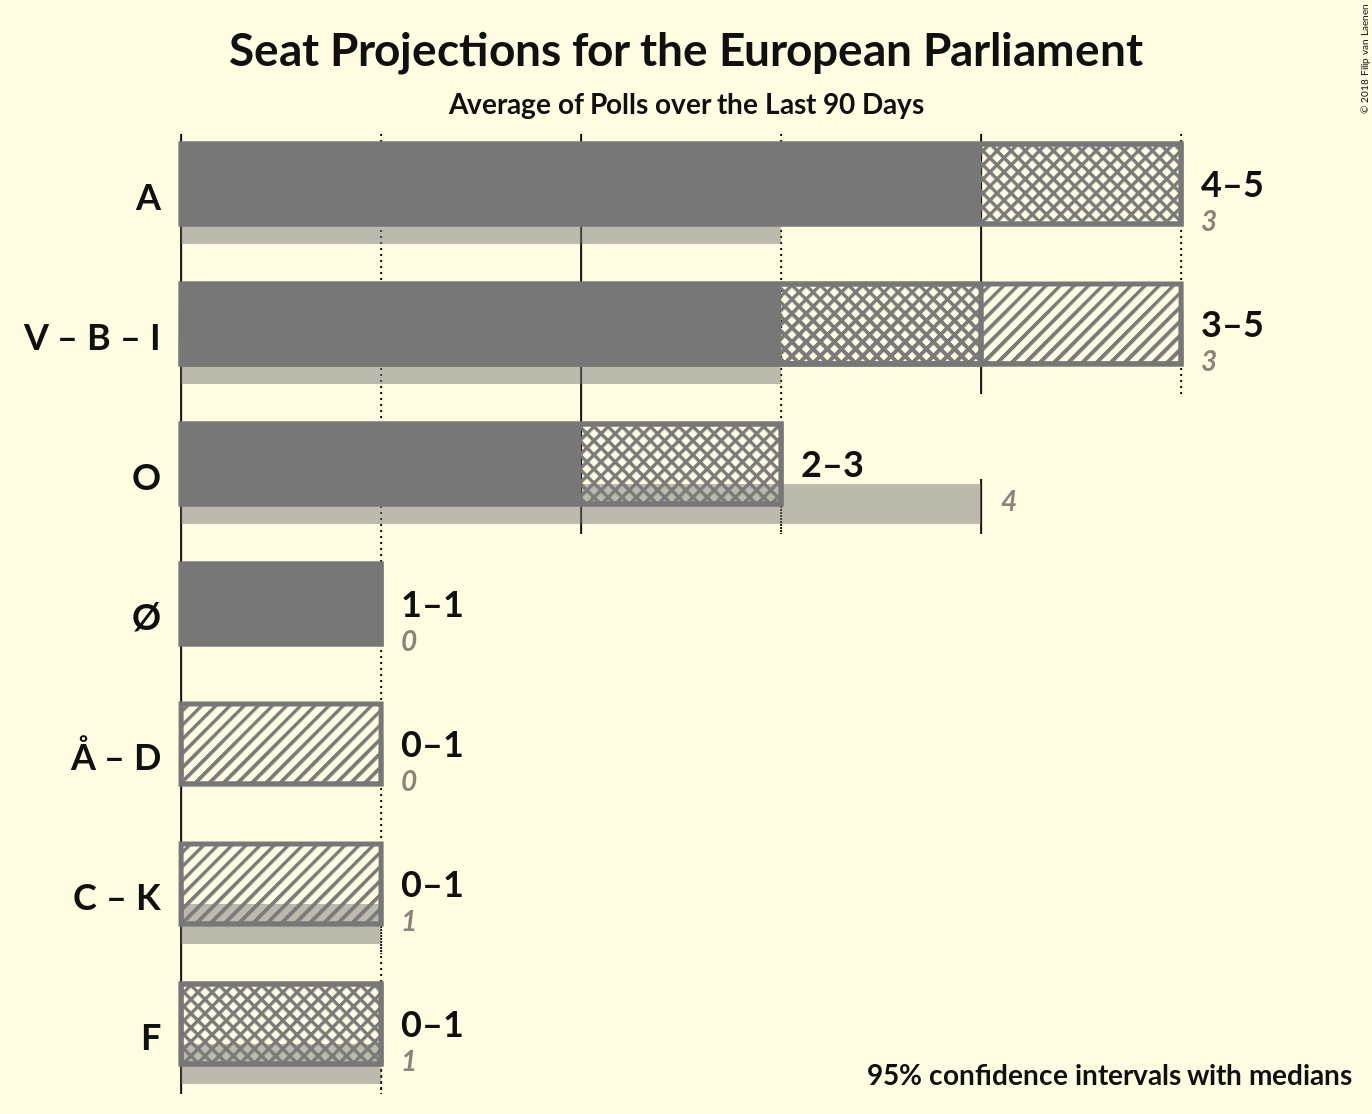 Seat Projections for the European Parliament
Average of Polls over the Last 90 Days
© 2018 Filip van Laenen
A
4–5
3
V – B – I
3–5
3
O
2–3
4
Ø
1–1
0
Å – D
0–1
0
C – K
0–1
1
F
0–1
1
95% confidence intervals with medians